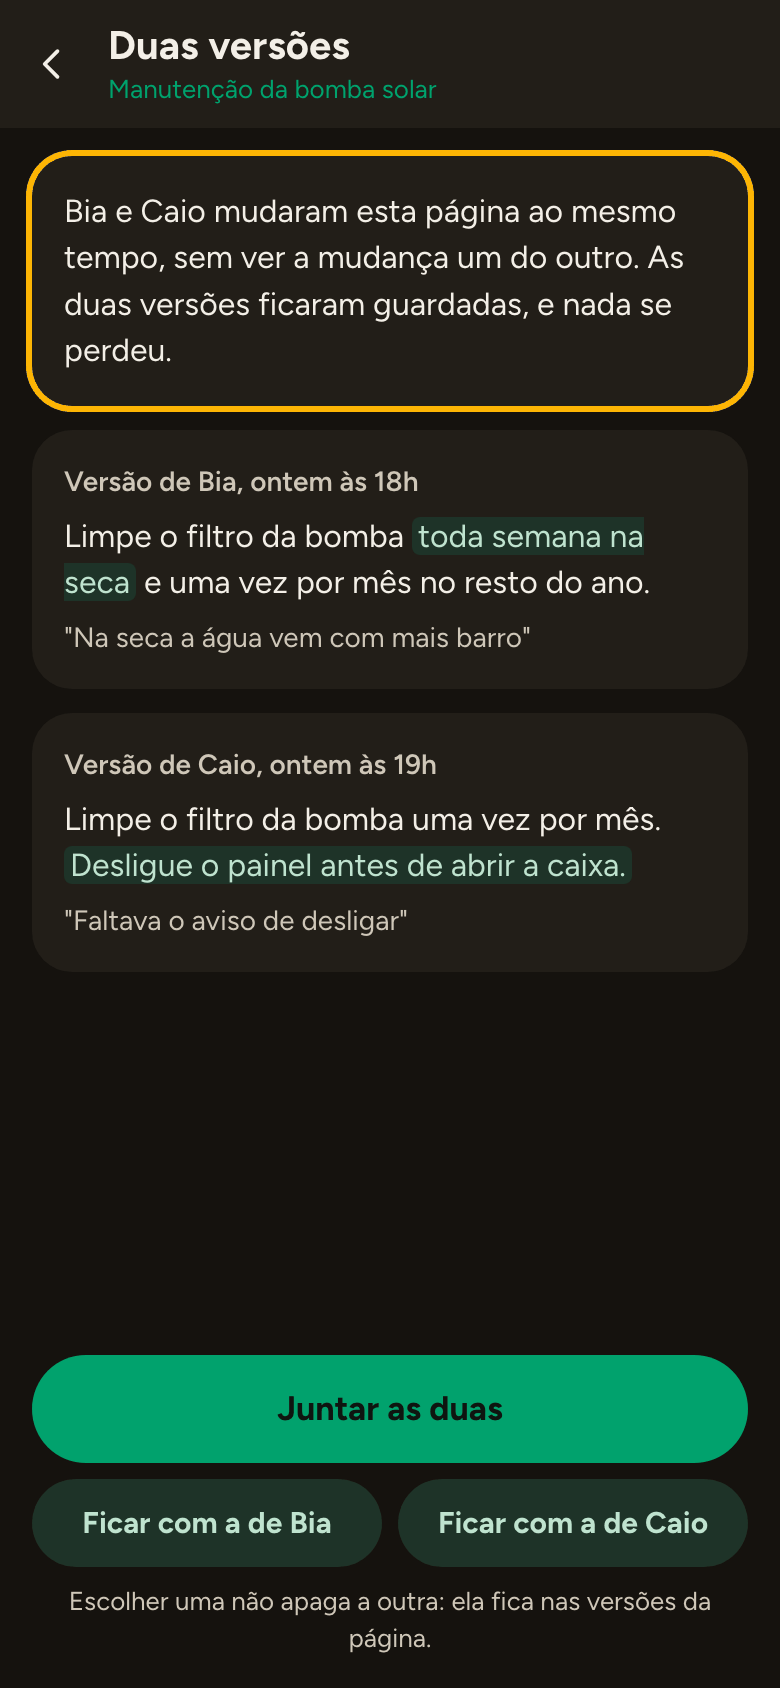 Duas versões
Manutenção da bomba solar
Bia e Caio mudaram esta página ao mesmo
tempo, sem ver a mudança um do outro. As
duas versões ficaram guardadas, e nada se
perdeu.
Versão de Bia, ontem às 18h
Limpe o filtro da bomba toda semana na
seca e uma vez por mês no resto do ano.
"Na seca a água vem com mais barro"
Versão de Caio, ontem às 19h
Limpe o filtro da bomba uma vez por mês.
Desligue o painel antes de abrir a caixa.
"Faltava o aviso de desligar"
Juntar as duas
Ficar com a de Bia
Ficar com a de Caio
Escolher uma não apaga a outra: ela fica nas versões da
página.